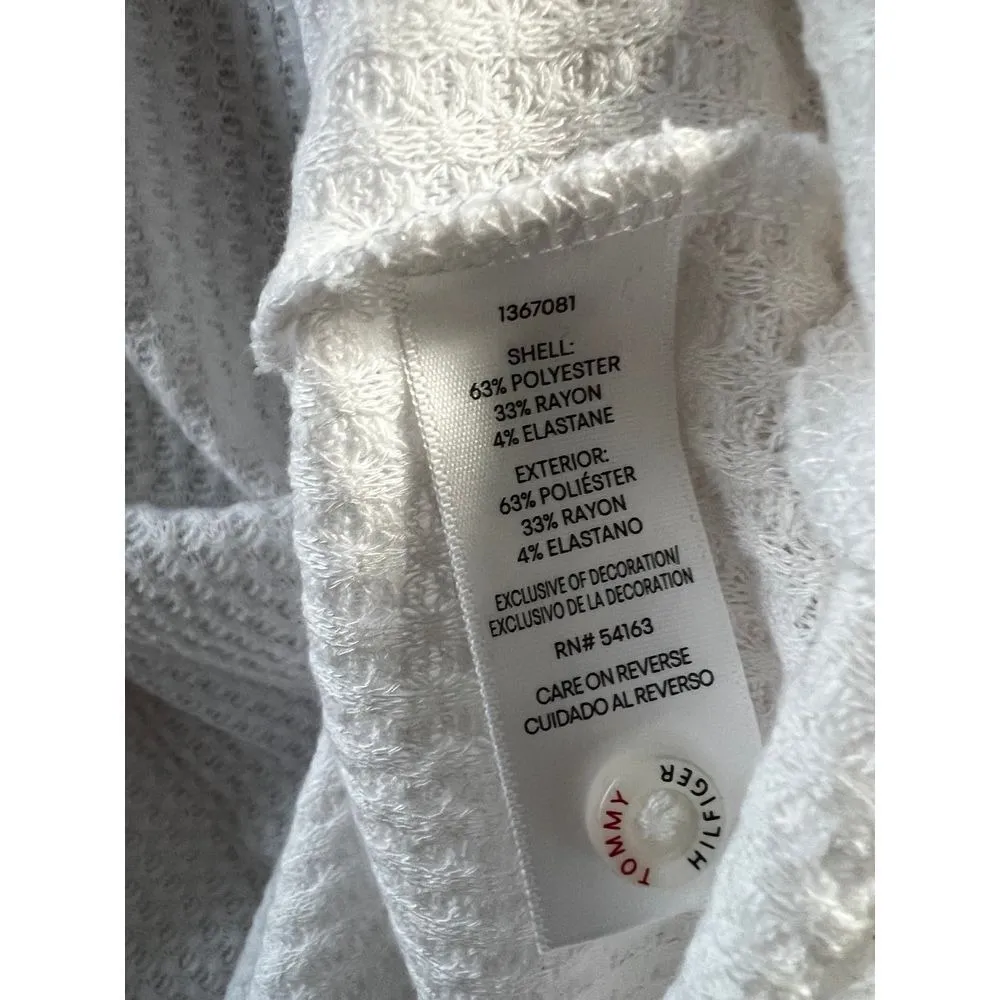 1367081
SHELL:
63% POLYESTER
33% RAYON
4% ELASTANE
EXTERIOR:
63% POLIÉSTER
33% RAYON
4% ELASTANO
EXCLUSIVE OF DECORATION/
EXCLUSIVO DE LA DECORATION
RN# 54163
CARE ON REVERSE
CUIDADO AL REVERSO
TOMMY HILFIGER